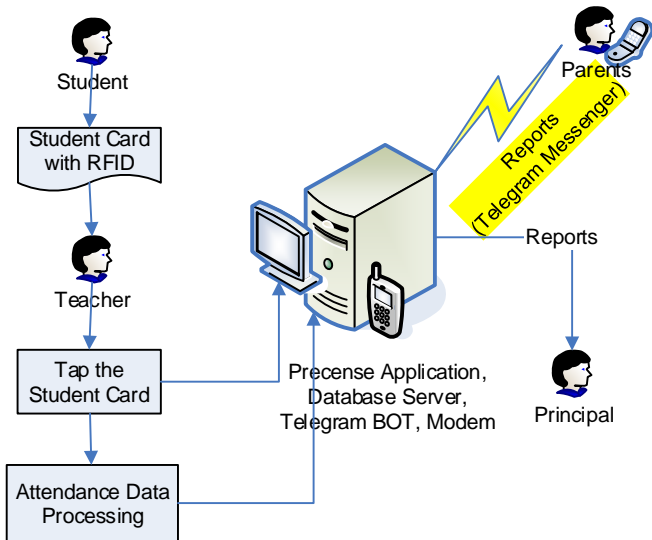 Student
Student Card
with RFID
Teacher
Tap the
Student Card
Attendance Data
Processing
Precense Application,
Database Server,
Telegram BOT, Modem
Parents
Reports
(Telegram Messenger)
Reports
Principal